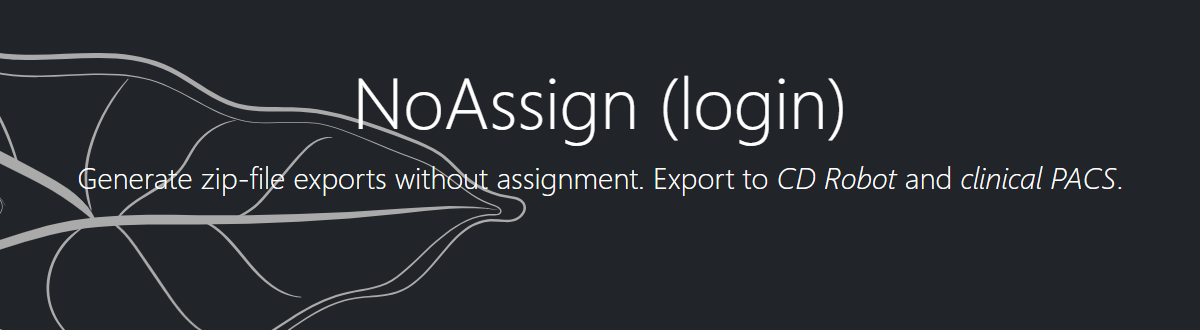 NoAssign (login)
Generate zip-file exports without assignment. Export to CD Robot and clinical PACS.